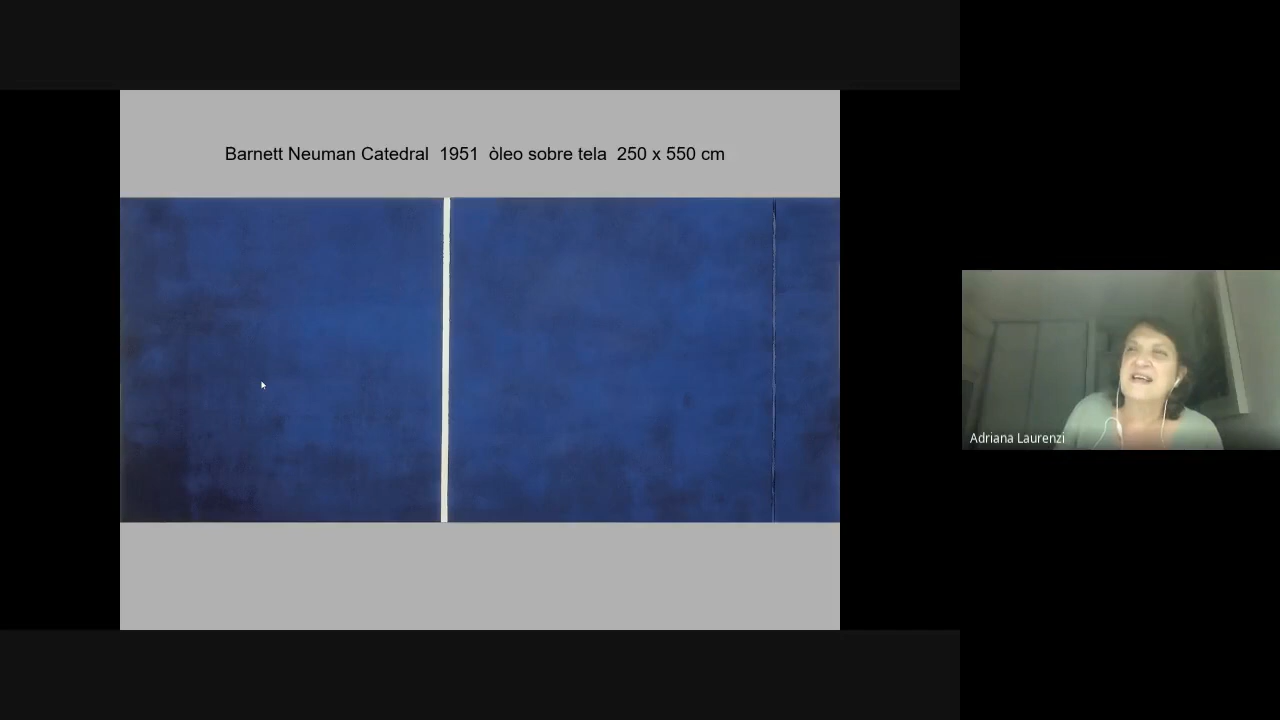 Barnett Neuman Catedral 1951 òleo sobre tela 250 x 550 cm
Adriana Laurenzi